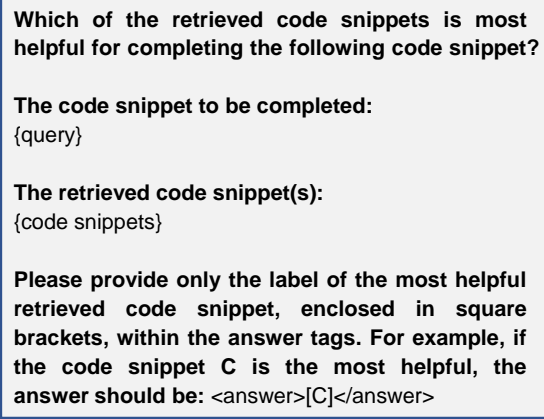 Which of the retrieved code snippets is most
helpful for completing the following code snippet?
The code snippet to be completed:
{query}
The retrieved code snippet(s):
{code snippets}
Please provide only the label of the most helpful
retrieved code snippet, enclosed in square
brackets, within the answer tags. For example, if
the code snippet C is the most helpful, the
answer should be: <answer>[C]</answer>